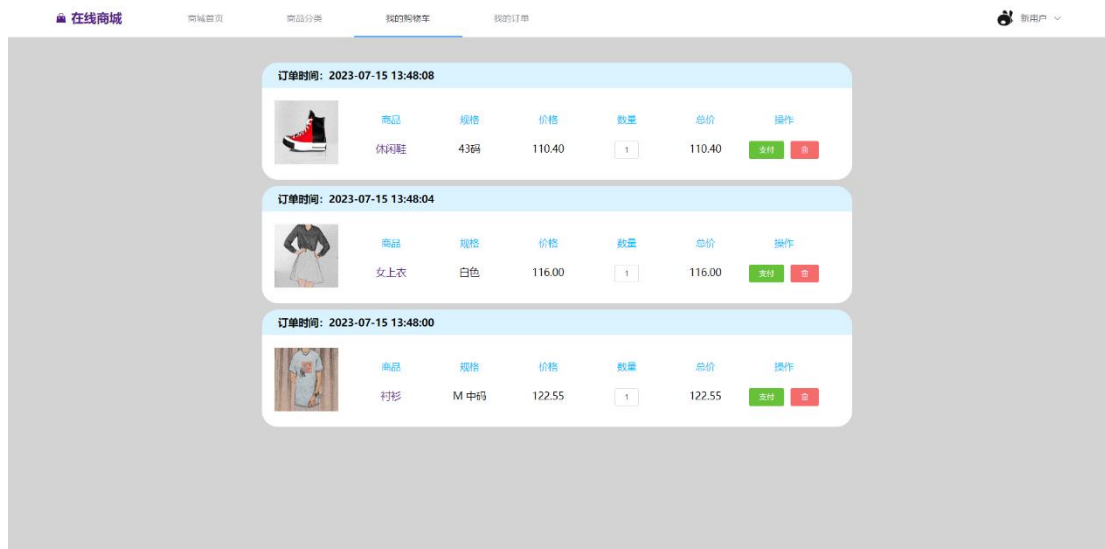 在线商城 商城首页 商品分类 我的购物车 我的订单 新用户
订单时间：2023-07-15 13:48:08
商品 规格 价格 数量 总价 操作
休闲鞋 43码 110.40 1 110.40 支付
订单时间：2023-07-15 13:48:04
商品 规格 价格 数量 总价 操作
女上衣 白色 116.00 1 116.00 支付
订单时间：2023-07-15 13:48:00
商品 规格 价格 数量 总价 操作
衬衫 M 中码 122.55 1 122.55 支付